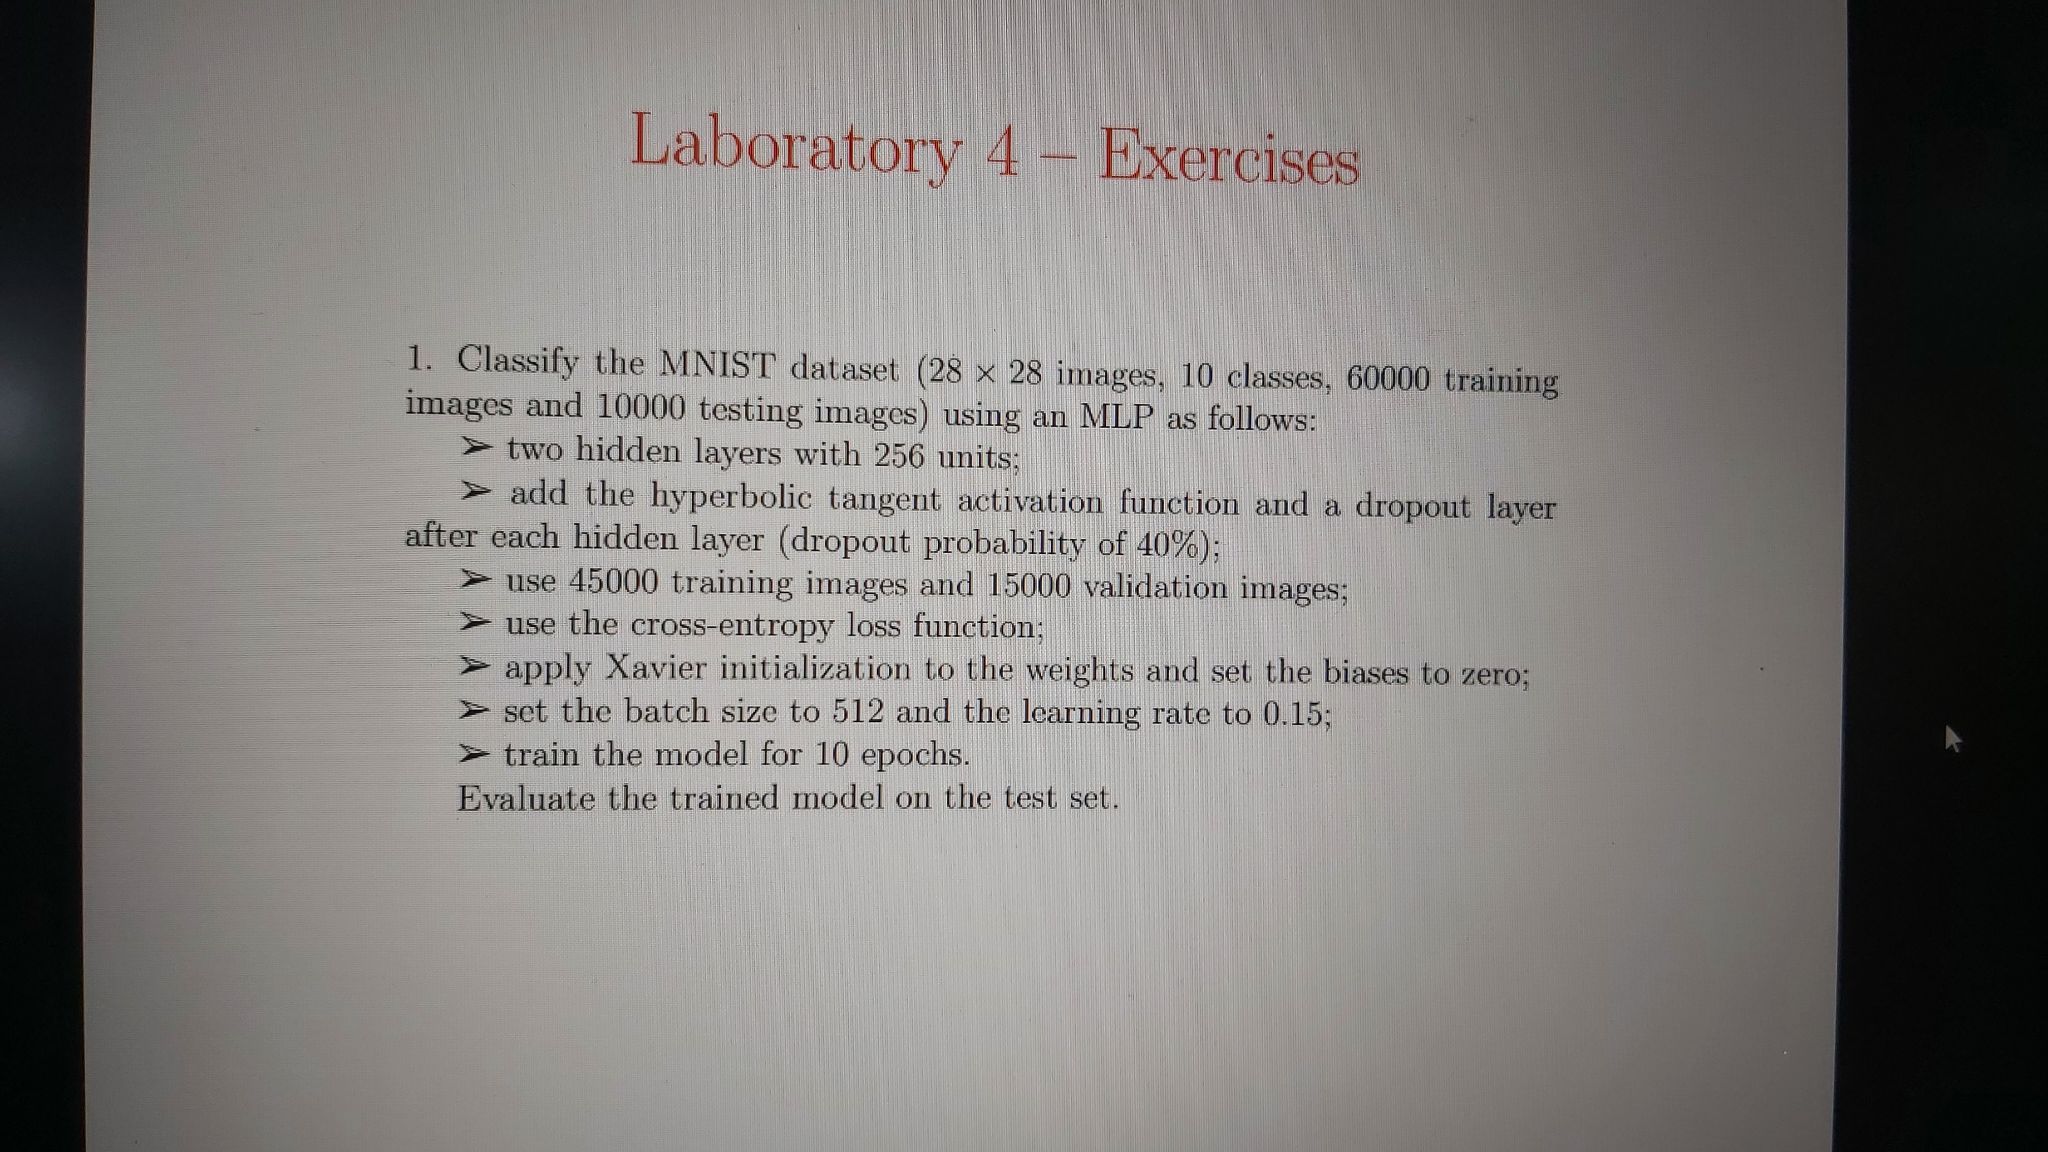 Laboratory 4 – Exercises
1. Classify the MNIST dataset (28 × 28 images, 10 classes, 60000 training
images and 10000 testing images) using an MLP as follows:
➢ two hidden layers with 256 units;
➢ add the hyperbolic tangent activation function and a dropout layer
after each hidden layer (dropout probability of 40%);
➢ use 45000 training images and 15000 validation images;
➢ use the cross-entropy loss function;
➢ apply Xavier initialization to the weights and set the biases to zero;
➢ set the batch size to 512 and the learning rate to 0.15;
➢ train the model for 10 epochs.
Evaluate the trained model on the test set.